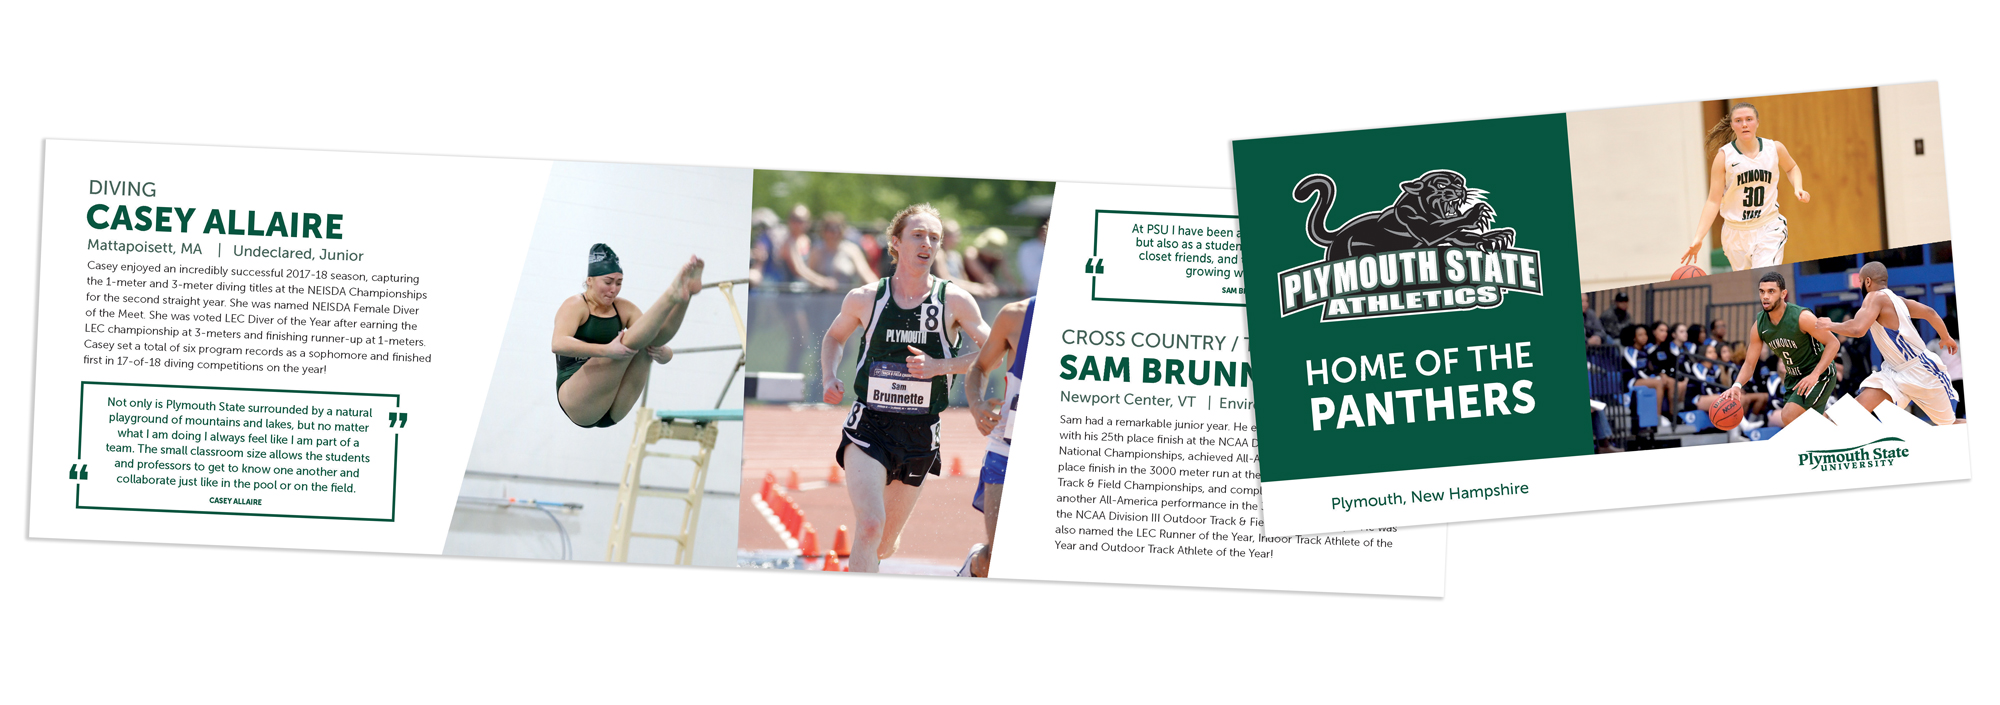 DIVING
CASEY ALLAIRE
Mattapoisett, MA | Undeclared, Junior
Casey enjoyed an incredibly successful 2017-18 season, capturing
the 1-meter and 3-meter diving titles at the NEISDA Championships
for the second straight year. She was named NEISDA Female Diver
of the Meet. She was voted LEC Diver of the Year after earning the
LEC championship at 3-meters and finishing runner-up at 1-meters.
Casey set a total of six program records as a sophomore and finished
first in 17-of-18 diving competitions on the year!
Not only is Plymouth State surrounded by a natural
playground of mountains and lakes, but no matter
what I am doing I always feel like I am part of a
team. The small classroom size allows the students
and professors to get to know one another and
collaborate just like in the pool or on the field.
CASEY ALLAIRE
8
PLYMOUTH
Sam
Brunnette
8
8
At PSU I have been
but also as a studen
closet friends, and
growing
SAM
CROSS COUNTRY /
SAM BRUNN
Newport Center, VT | Envir
Sam had a remarkable junior year. He
with his 25th place finish at the NCAA D
National Championships, achieved All-A
place finish in the 3000 meter run at the
Track & Field Championships, and compl
another All-America performance in the
the NCAA Division III Outdoor Track & Fie
was
also named the LEC Runner of the Year, Indoor Track Athlete of the
Year and Outdoor Track Athlete of the Year!
PLYMOUTH STATE
ATHLETICS
HOME OF THE
PANTHERS
Plymouth, New Hampshire
PLYMOUTH
30
STATE
PLYMOUTH
5
STATE
NCAA
Plymouth State
UNIVERSITY